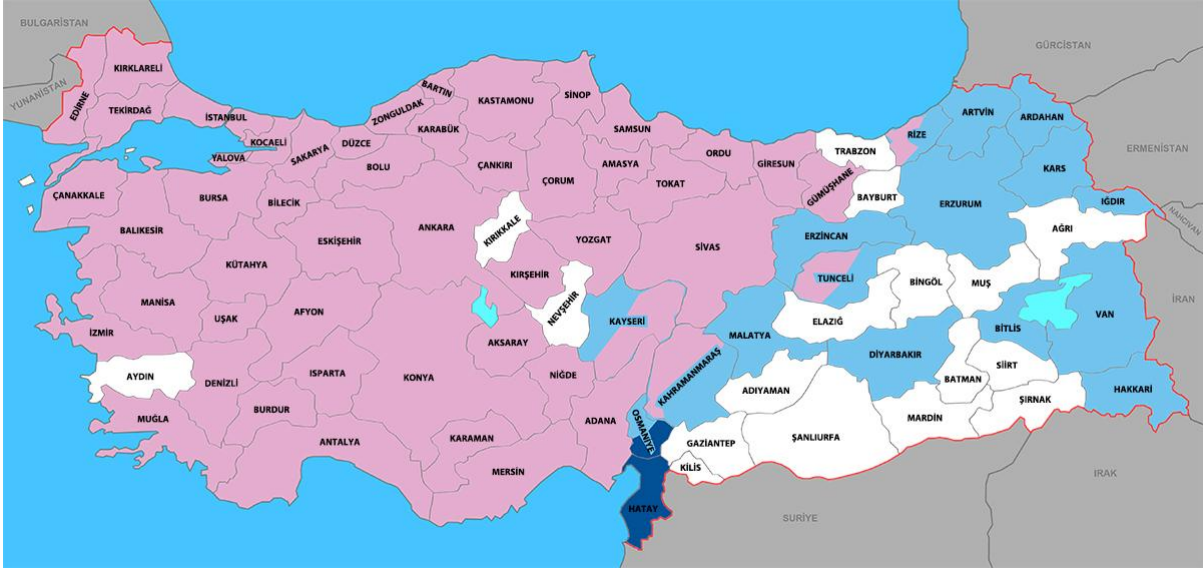 BULGARİSTAN
GÜRCİSTAN
YUNANİSTAN
ERMENİSTAN
NAHÇIVAN
İRAN
IRAK
SURİYE
KIRKLARELİ
EDİRNE
TEKİRDAĞ
İSTANBUL
KOCAELİ
YALOVA
SAKARYA
DÜZCE
ZONGULDAK
BARTIN
KARABÜK
KASTAMONU
SİNOP
SAMSUN
BOLU
ÇANKIRI
ÇORUM
AMASYA
TOKAT
ORDU
GİRESUN
TRABZON
GÜMÜŞHANE
BAYBURT
RİZE
ARTVİN
ARDAHAN
KARS
IĞDIR
ERZURUM
AĞRI
ÇANAKKALE
BURSA
BİLECİK
BALIKESİR
ESKİŞEHİR
KÜTAHYA
ANKARA
KIRIKKALE
YOZGAT
SİVAS
ERZİNCAN
TUNCELİ
BİNGÖL
MUŞ
KIRŞEHİR
NEVŞEHİR
KAYSERİ
MALATYA
ELAZIĞ
BİTLİS
VAN
MANİSA
UŞAK
AFYON
İZMİR
AKSARAY
DİYARBAKIR
SİİRT
BATMAN
HAKKARİ
ŞIRNAK
AYDIN
DENİZLİ
ISPARTA
KONYA
NİĞDE
KAHRAMANMARAŞ
ADIYAMAN
MARDİN
MUĞLA
BURDUR
ANTALYA
KARAMAN
MERSİN
ADANA
OSMANİYE
GAZİANTEP
ŞANLIURFA
KİLİS
HATAY